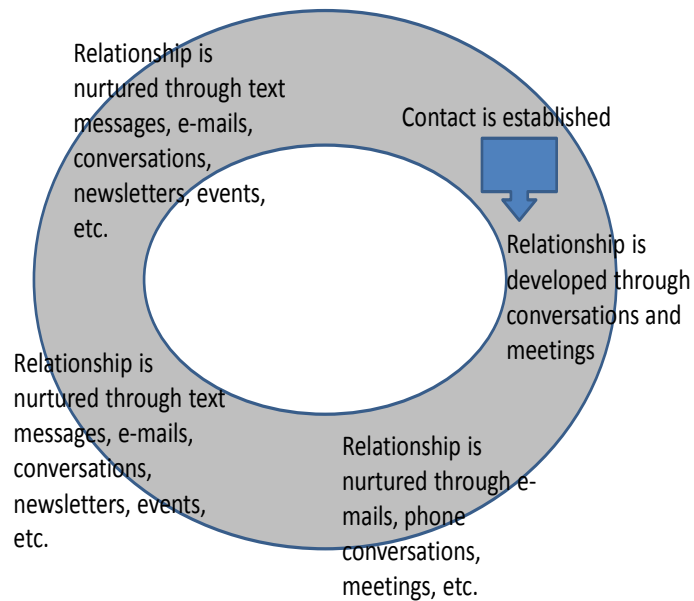 Contact is established
Relationship is
developed through
conversations and
meetings
Relationship is
nurtured through e-
mails, phone
conversations,
meetings, etc.
Relationship is
nurtured through text
messages, e-mails,
conversations,
newsletters, events,
etc.
Relationship is
nurtured through text
messages, e-mails,
conversations,
newsletters, events,
etc.